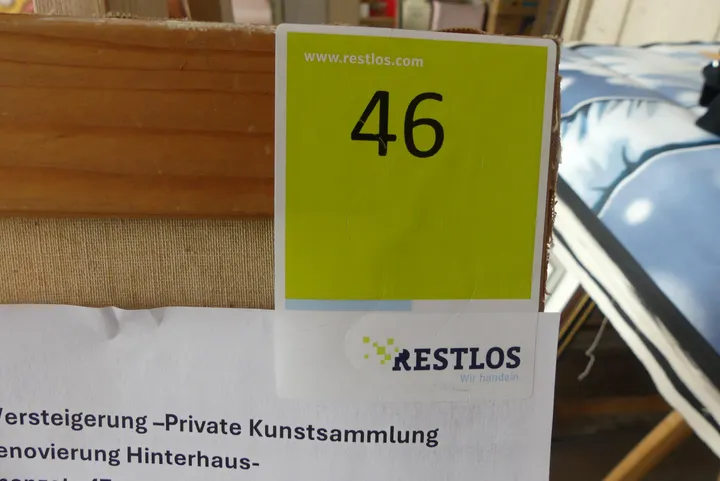 www.restlos.com
46
RESTLOS
Wir handeln
Versteigerung –Private Kunstsammlung
enovierung Hinterhaus-